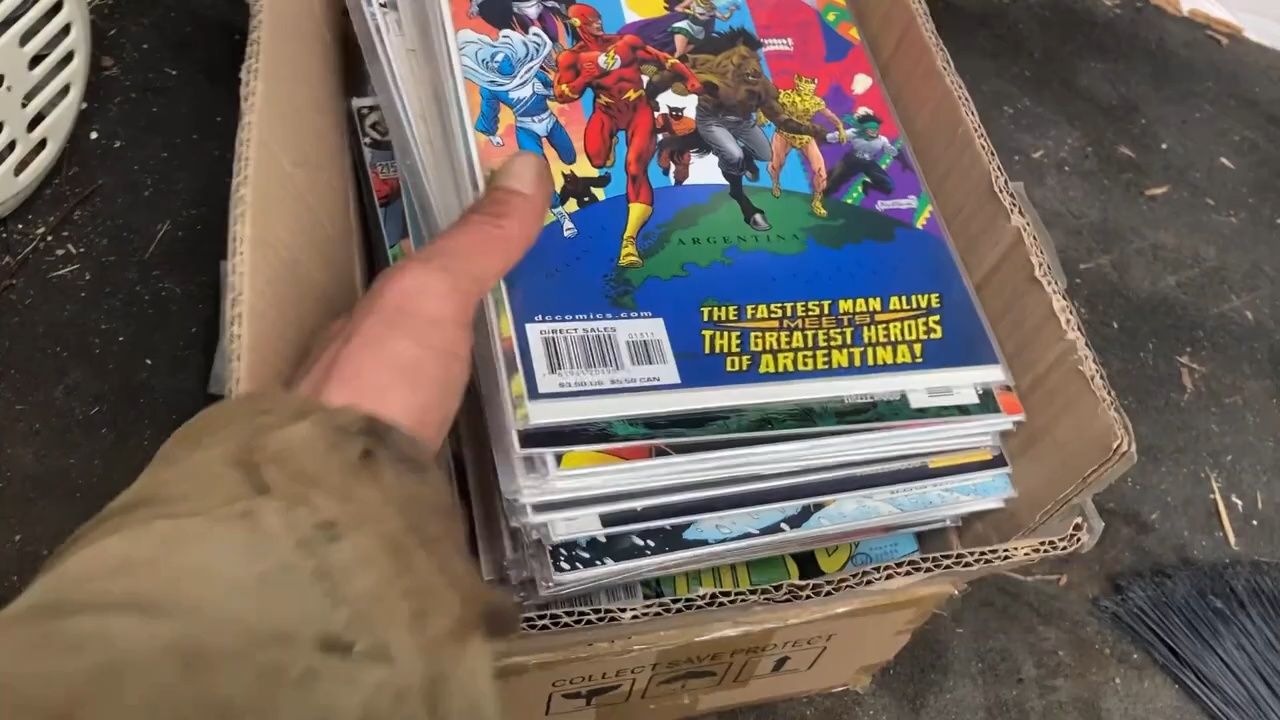 ARGENTINA
dccomics.com
DIRECT SALES
01311
$3.50 US $5.50 CAN
THE FASTEST MAN ALIVE
MEETS
THE GREATEST HEROES
OF ARGENTINA!
COLLECT SAVE PROTECT